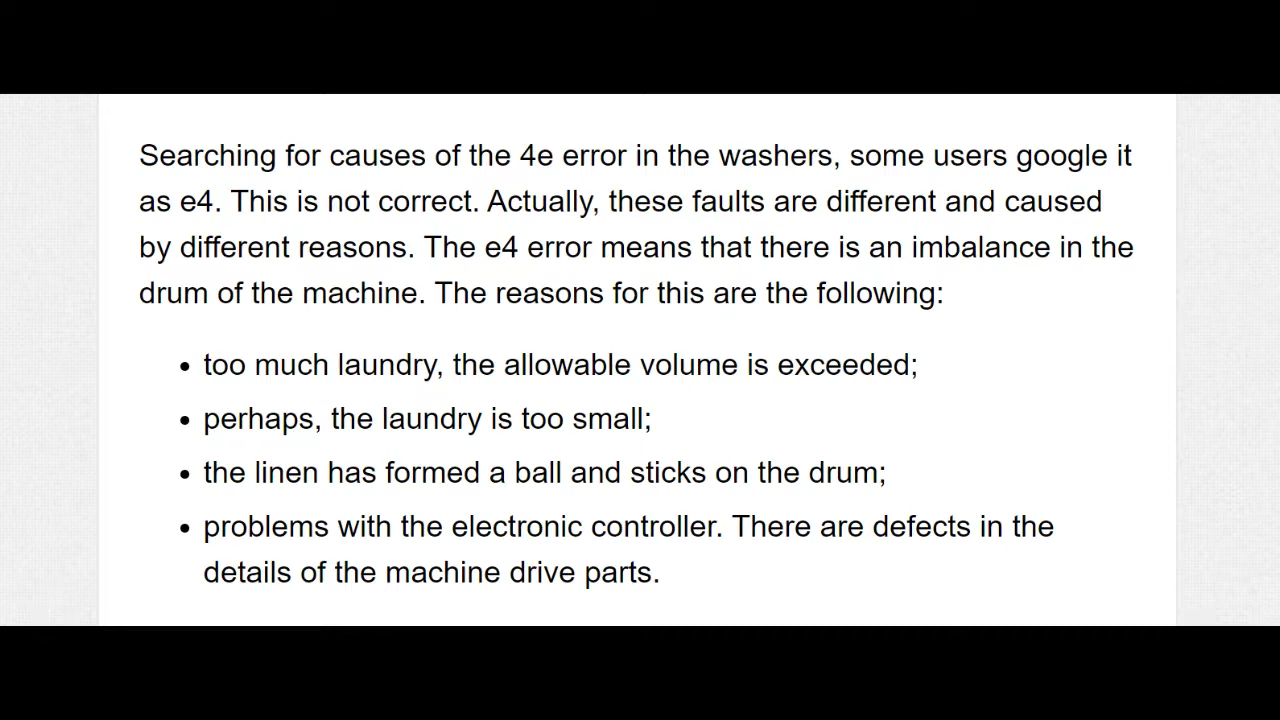 Searching for causes of the 4e error in the washers, some users google it
as e4. This is not correct. Actually, these faults are different and caused
by different reasons. The e4 error means that there is an imbalance in the
drum of the machine. The reasons for this are the following:
• too much laundry, the allowable volume is exceeded;
• perhaps, the laundry is too small;
• the linen has formed a ball and sticks on the drum;
• problems with the electronic controller. There are defects in the
details of the machine drive parts.